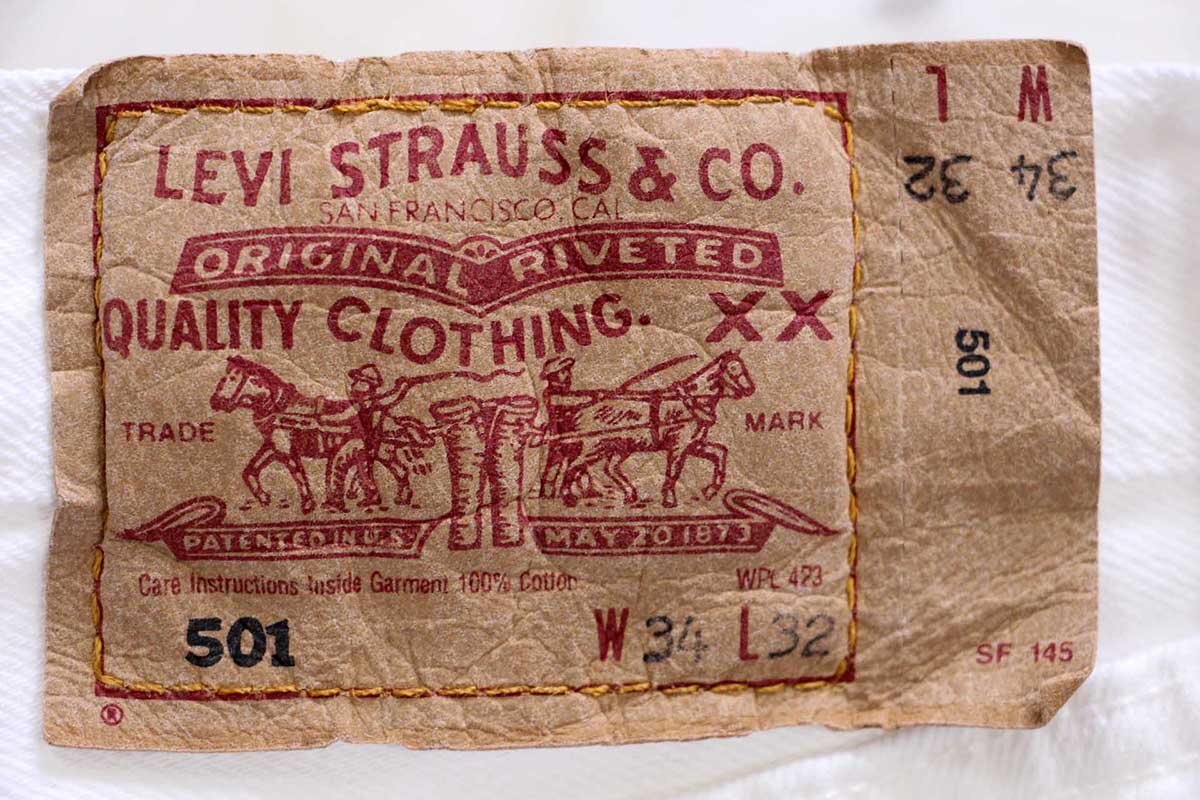 LEVI STRAUSS & CO.
SAN FRANCISCO, CAL
ORIGINAL RIVETED
QUALITY CLOTHING. XX
TRADE MARK
PATENTED IN U.S. MAY 20 1873
Care Instructions Inside Garment 100% Cotton WPL 423
501 W 34 L 32
®
W L
34 32
501
SF 145